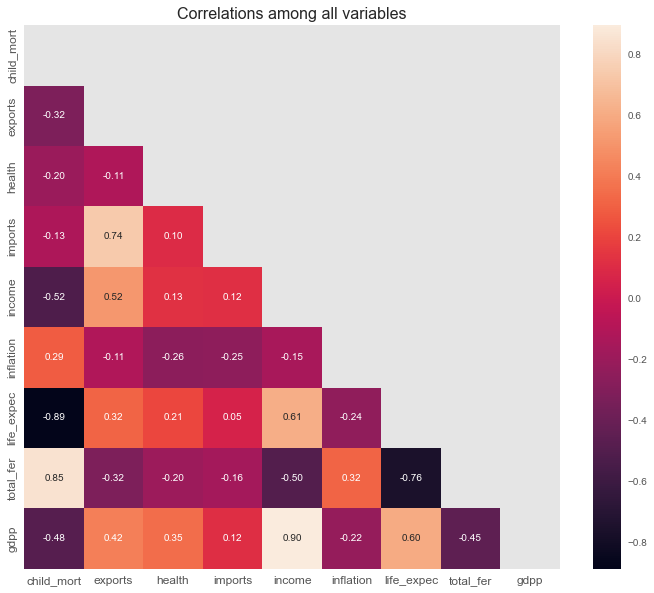 Correlations among all variables
child_mort
exports -0.32
health -0.20 -0.11
imports -0.13 0.74 0.10
income -0.52 0.52 0.13 0.12
inflation 0.29 -0.11 -0.26 -0.25 -0.15
life_expec -0.89 0.32 0.21 0.05 0.61 -0.24
total_fer 0.85 -0.32 -0.20 -0.16 -0.50 0.32 -0.76
gdpp -0.48 0.42 0.35 0.12 0.90 -0.22 0.60 -0.45
child_mort exports health imports income inflation life_expec total_fer gdpp
0.8
0.6
0.4
0.2
0.0
−0.2
−0.4
−0.6
−0.8